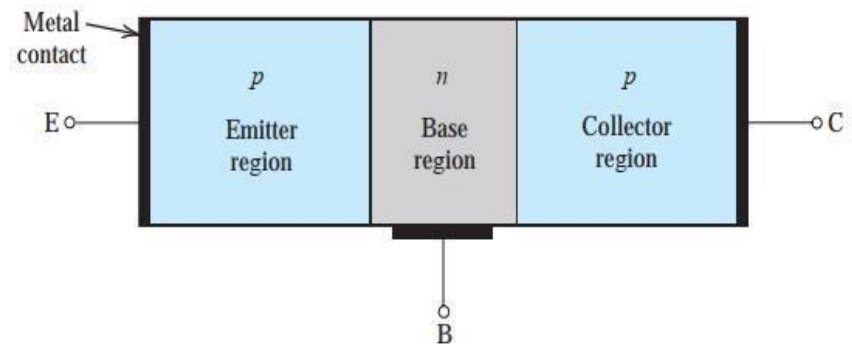 Metal
contact
p
n
p
E
Emitter
region
Base
region
Collector
region
C
B